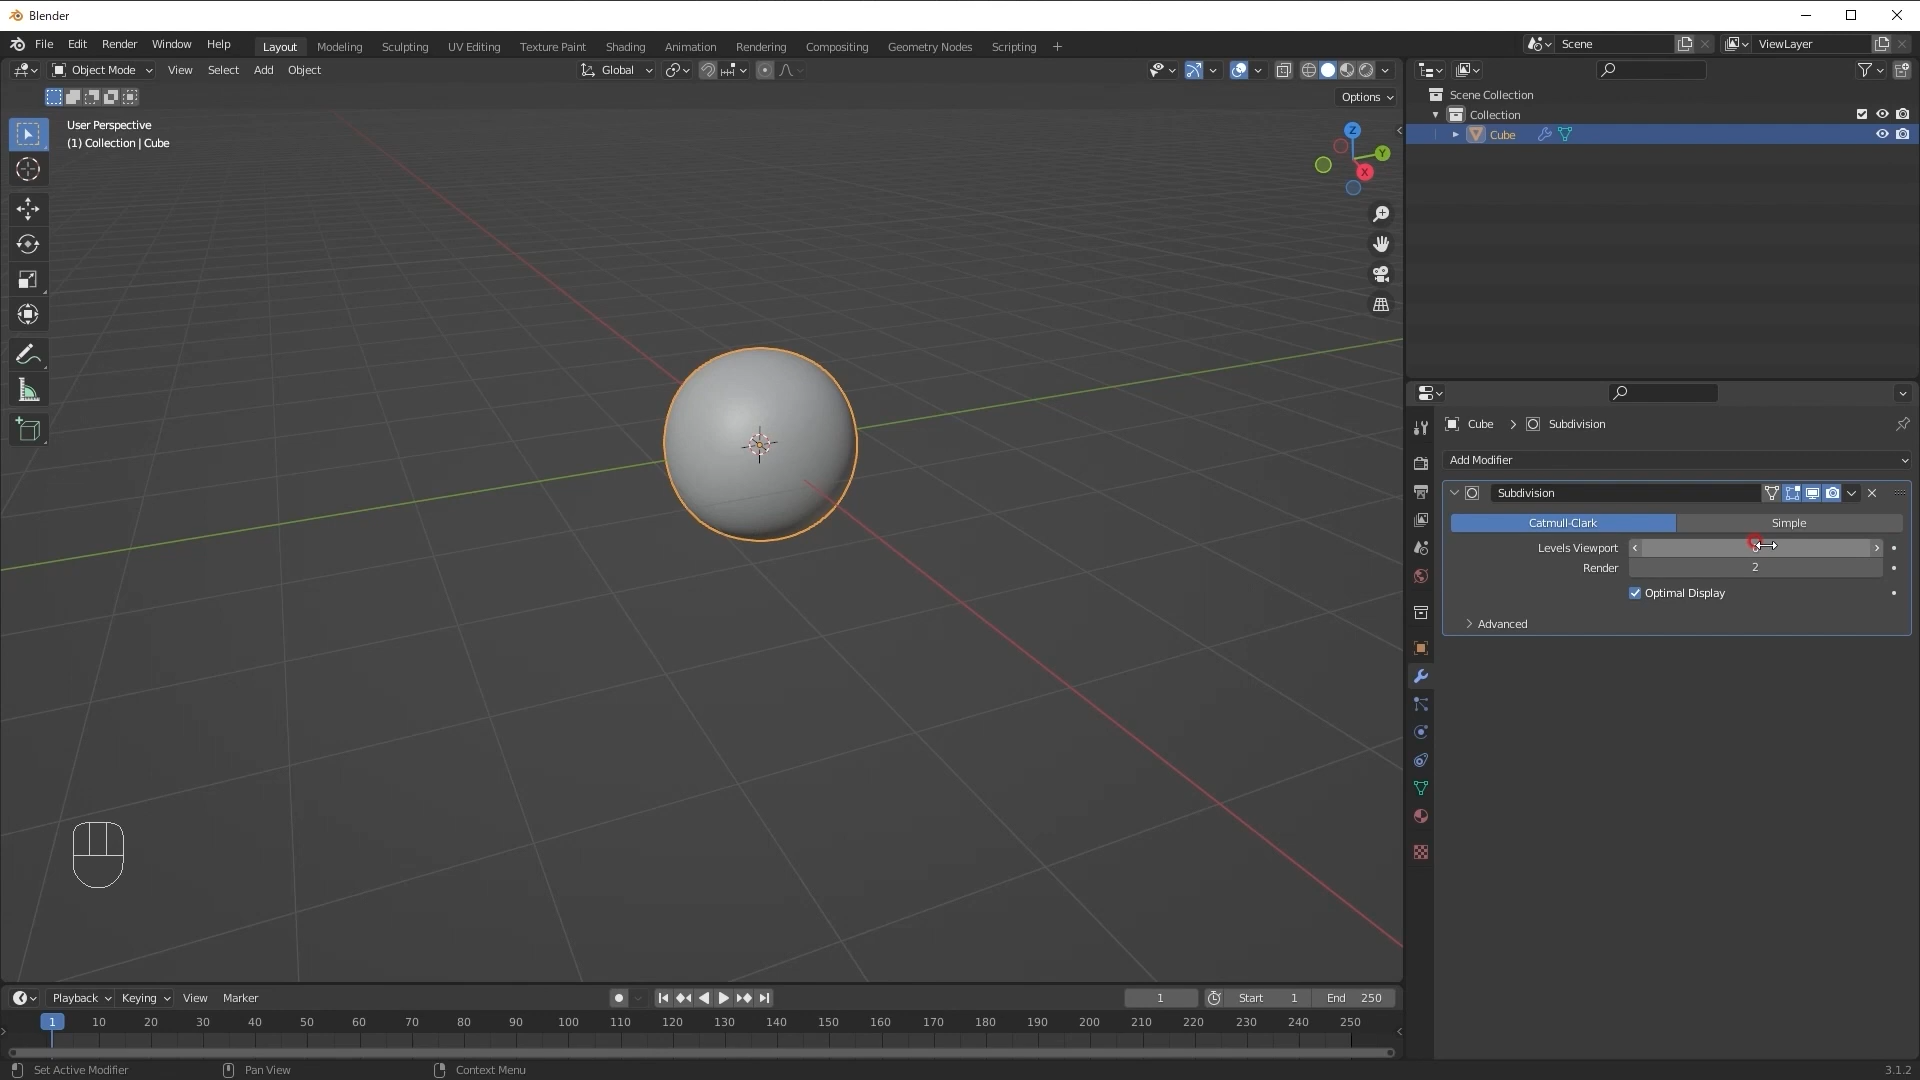 Blender
File Edit Render Window Help Layout Modeling Sculpting UV Editing Texture Paint Shading Animation Rendering Compositing Geometry Nodes Scripting + Scene ViewLayer
Object Mode View Select Add Object Global
Options
User Perspective
(1) Collection | Cube
Z
Y
X
Scene Collection
Collection
Cube
Cube > Subdivision
Add Modifier
Subdivision
Catmull-Clark Simple
Levels Viewport
Render 2
Optimal Display
Advanced
Playback Keying View Marker 1 Start 1 End 250
1 10 20 30 40 50 60 70 80 90 100 110 120 130 140 150 160 170 180 190 200 210 220 230 240 250
Set Active Modifier Pan View Context Menu 3.1.2